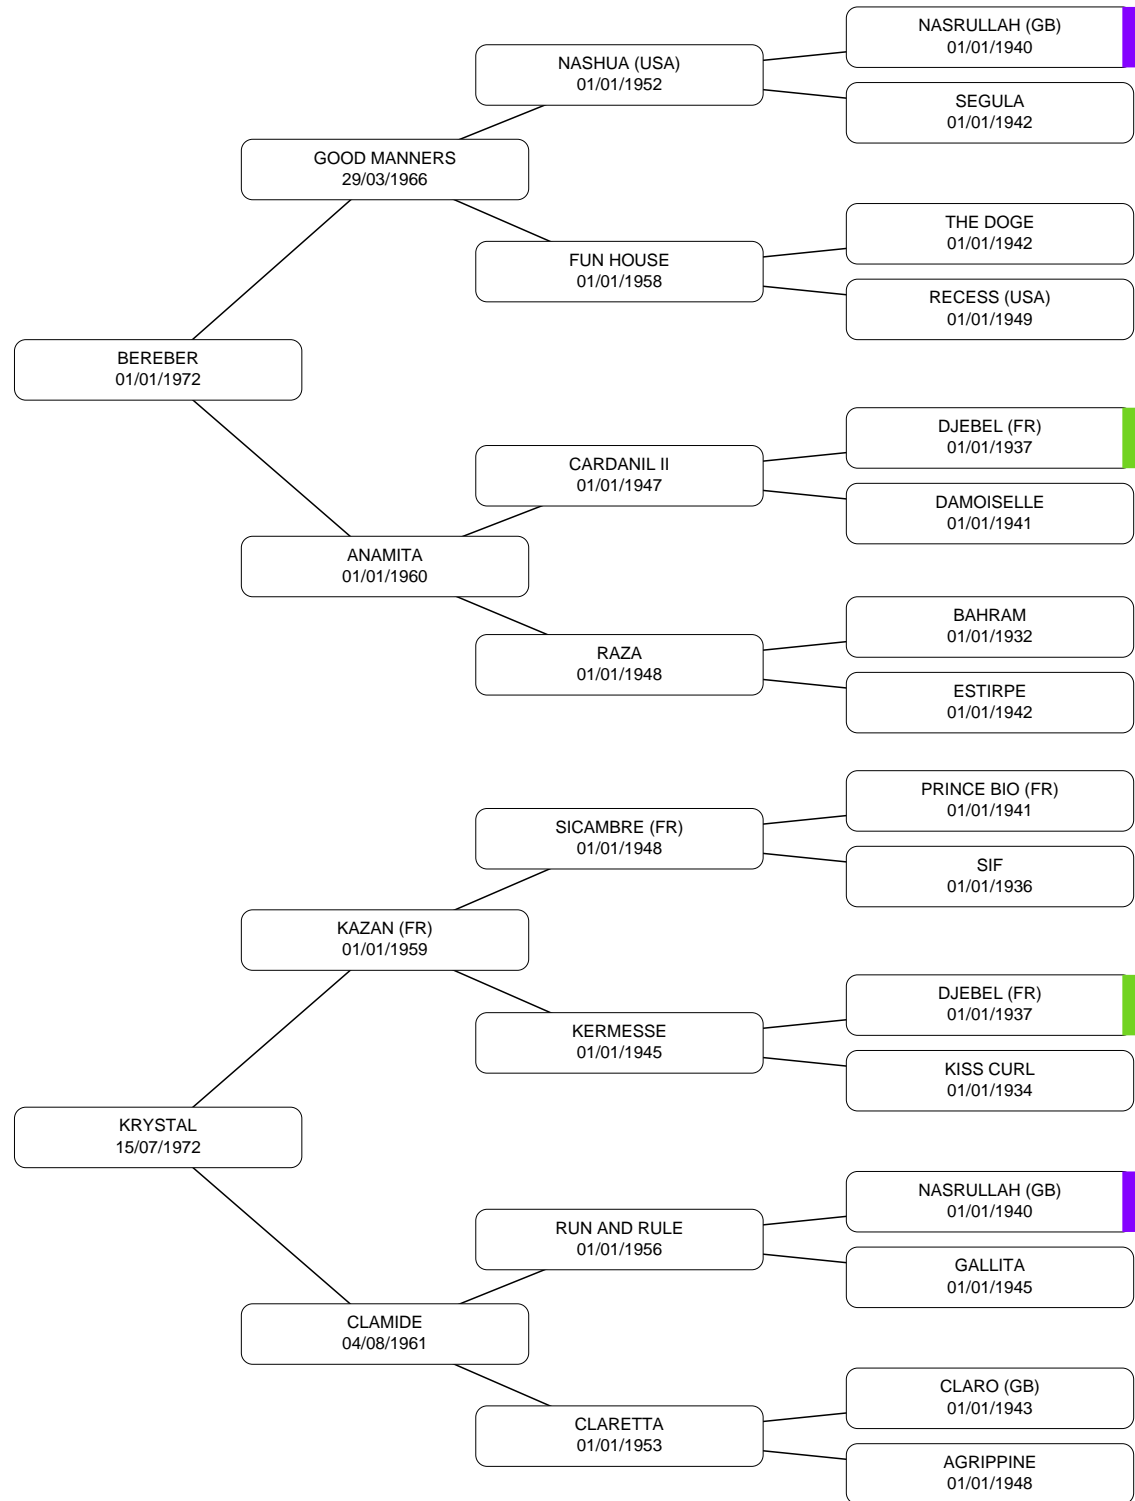 NASRULLAH (GB)
01/01/1940
NASHUA (USA)
01/01/1952
SEGULA
01/01/1942
GOOD MANNERS
29/03/1966
THE DOGE
01/01/1942
FUN HOUSE
01/01/1958
RECESS (USA)
01/01/1949
BEREBER
01/01/1972
DJEBEL (FR)
01/01/1937
CARDANIL II
01/01/1947
DAMOISELLE
01/01/1941
ANAMITA
01/01/1960
BAHRAM
01/01/1932
RAZA
01/01/1948
ESTIRPE
01/01/1942
PRINCE BIO (FR)
01/01/1941
SICAMBRE (FR)
01/01/1948
SIF
01/01/1936
KAZAN (FR)
01/01/1959
DJEBEL (FR)
01/01/1937
KERMESSE
01/01/1945
KISS CURL
01/01/1934
KRYSTAL
15/07/1972
NASRULLAH (GB)
01/01/1940
RUN AND RULE
01/01/1956
GALLITA
01/01/1945
CLAMIDE
04/08/1961
CLARO (GB)
01/01/1943
CLARETTA
01/01/1953
AGRIPPINE
01/01/1948